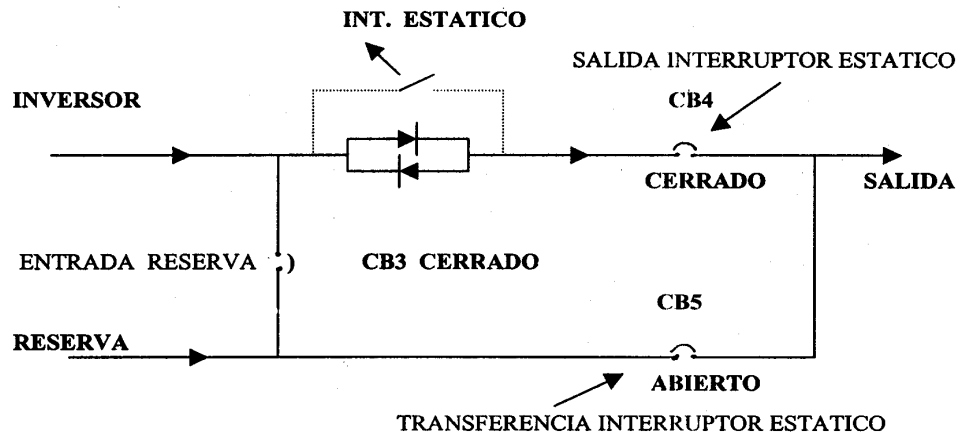 INT. ESTATICO
SALIDA INTERRUPTOR ESTATICO
INVERSOR
CB4
CERRADO
SALIDA
ENTRADA RESERVA
CB3 CERRADO
CB5
RESERVA
ABIERTO
TRANSFERENCIA INTERRUPTOR ESTATICO